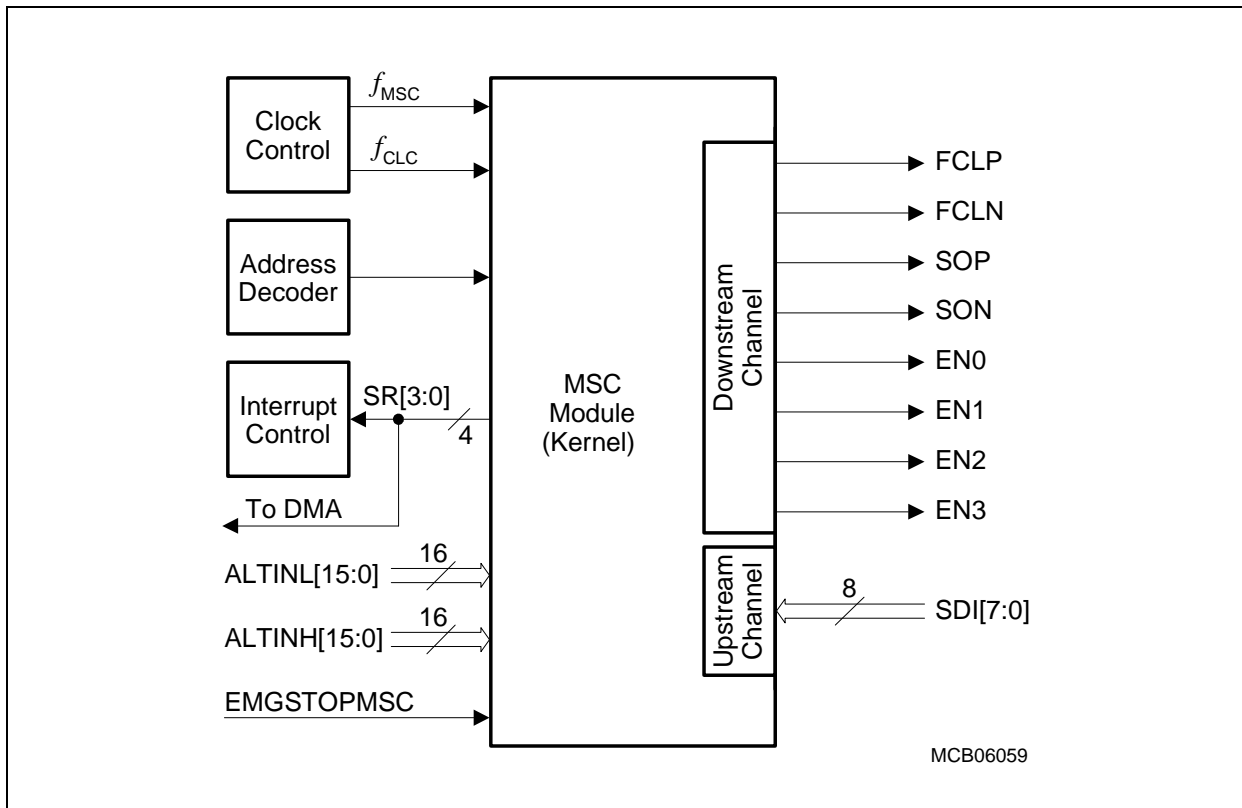 Clock
Control
fMSC
fCLC
Address
Decoder
Interrupt
Control
SR[3:0]
4
To DMA
ALTINL[15:0]
16
ALTINH[15:0]
16
EMGSTOPMSC
MSC
Module
(Kernel)
Downstream
Channel
Upstream
Channel
FCLP
FCLN
SOP
SON
EN0
EN1
EN2
EN3
8
SDI[7:0]
MCB06059